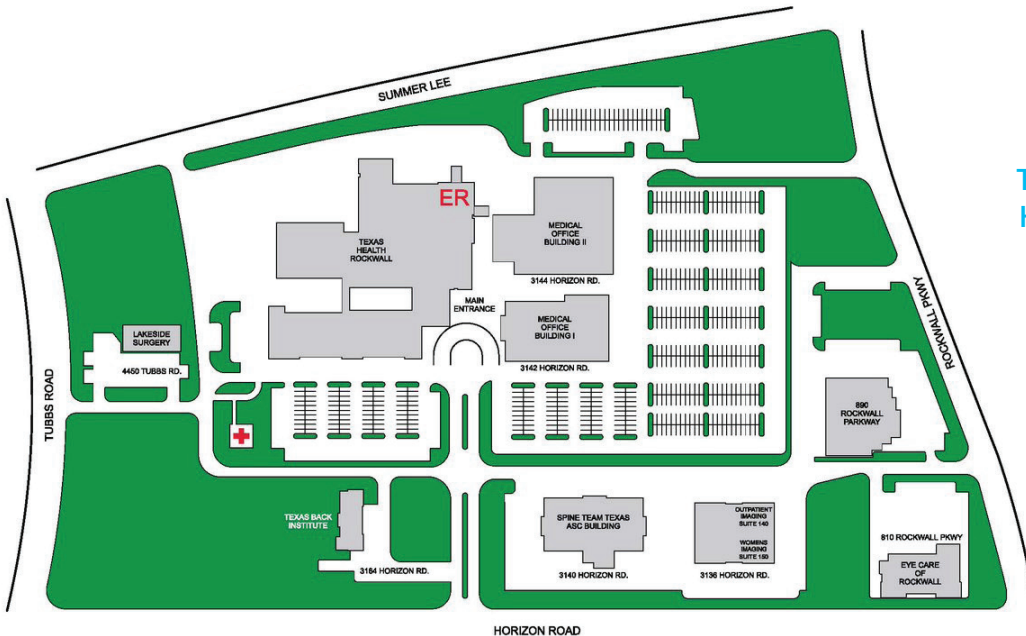 SUMMER LEE
ER
TEXAS
HEALTH
ROCKWALL
MEDICAL
OFFICE
BUILDING II
3144 HORIZON RD.
MAIN
ENTRANCE
MEDICAL
OFFICE
BUILDING I
3142 HORIZON RD.
LAKESIDE
SURGERY
4450 TUBBS RD.
TUBBS ROAD
ROCKWALL PKWY
890
ROCKWALL
PARKWAY
TEXAS BACK
INSTITUTE
3164 HORIZON RD.
SPINE TEAM TEXAS
ASC BUILDING
3140 HORIZON RD.
OUTPATIENT
IMAGING
SUITE 140
WOMENS
IMAGING
SUITE 150
3136 HORIZON RD.
810 ROCKWALL PKWY
EYE CARE
OF
ROCKWALL
HORIZON ROAD